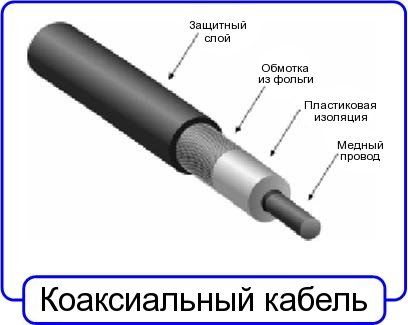 Защитный
слой
Обмотка
из фольги
Пластиковая
изоляция
Медный
провод
Коаксиальный кабель